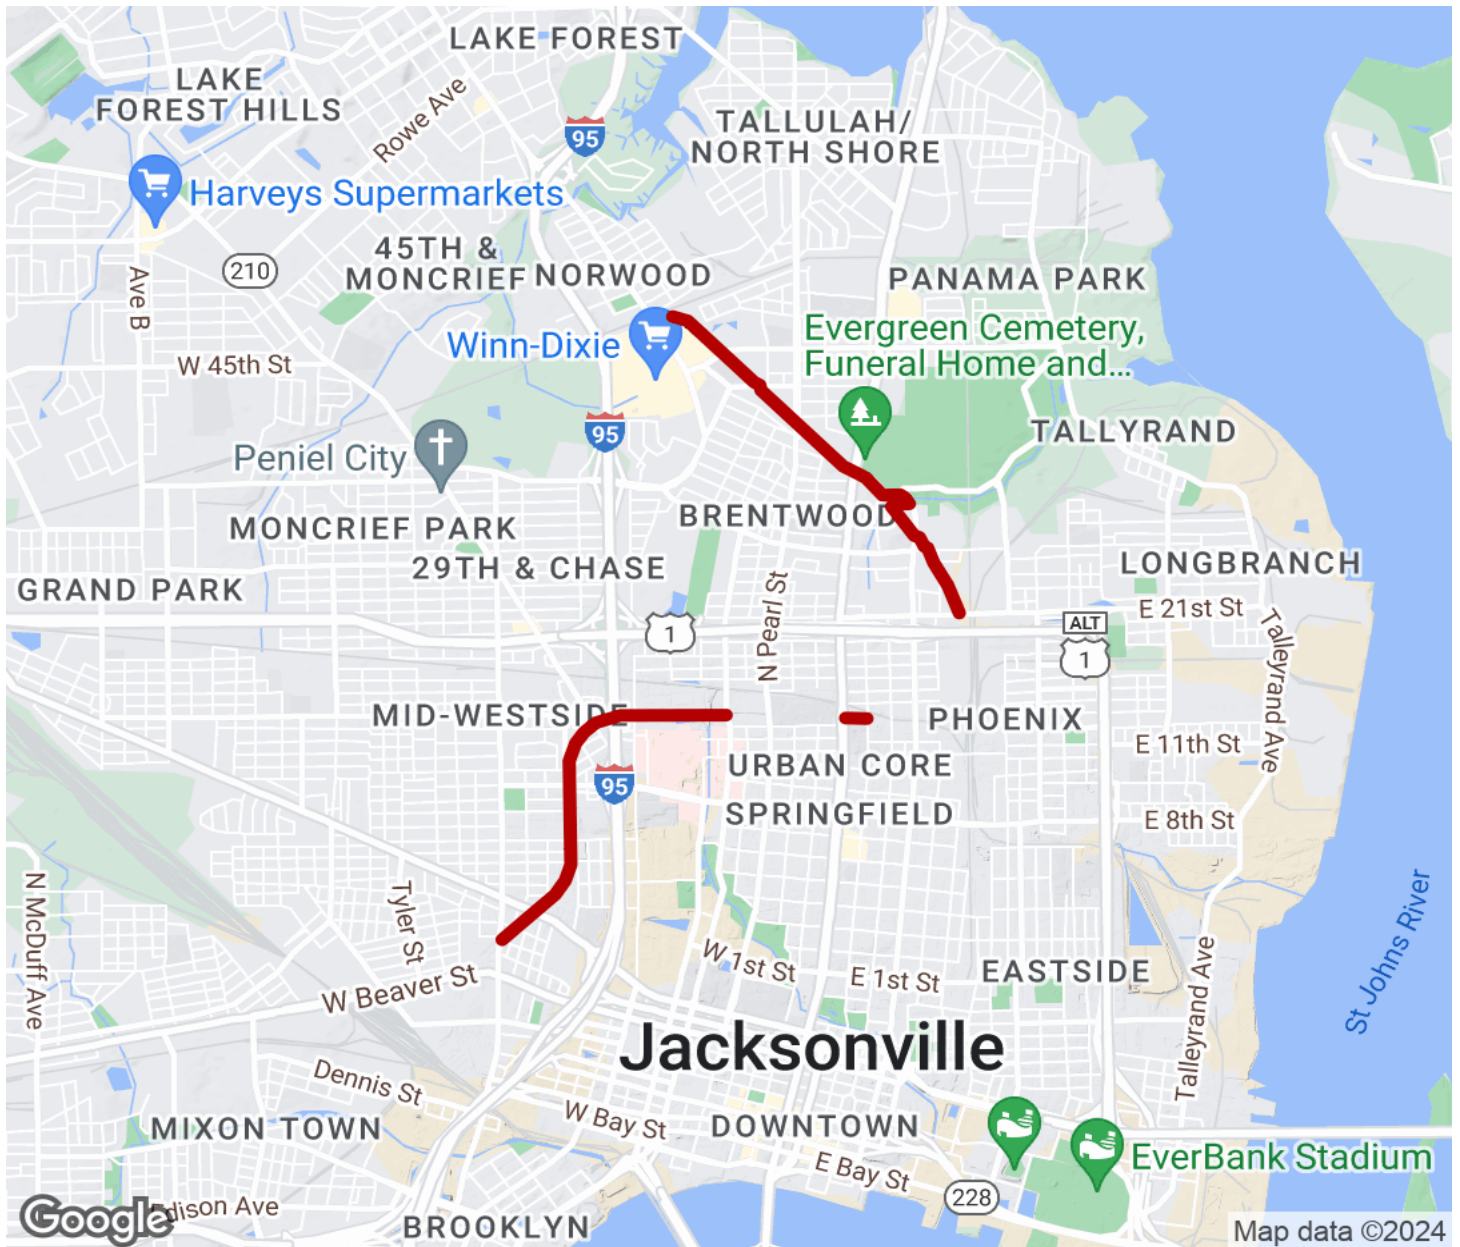 LAKE FOREST
LAKE
FOREST HILLS
Rowe Ave
95
TALLULAH/
NORTH SHORE
Harveys Supermarkets
45TH &
MONCRIEF
NORWOOD
210
PANAMA PARK
Ave B
Winn-Dixie
Evergreen Cemetery,
Funeral Home and...
W 45th St
95
TALLYRAND
Peniel City
MONCRIEF PARK
BRENTWOOD
29TH & CHASE
LONGBRANCH
GRAND PARK
N Pearl St
E 21st St
ALT
1
1
Talleyrand Ave
MID-WESTSIDE
PHOENIX
E 11th St
URBAN CORE
95
SPRINGFIELD
E 8th St
N McDuff Ave
Tyler St
St Johns River
W 1st St
E 1st St
EASTSIDE
W Beaver St
Talleyrand Ave
Jacksonville
Dennis St
MIXON TOWN
W Bay St
DOWNTOWN
EverBank Stadium
E Bay St
228
Google
Edison Ave
BROOKLYN
Map data ©2024